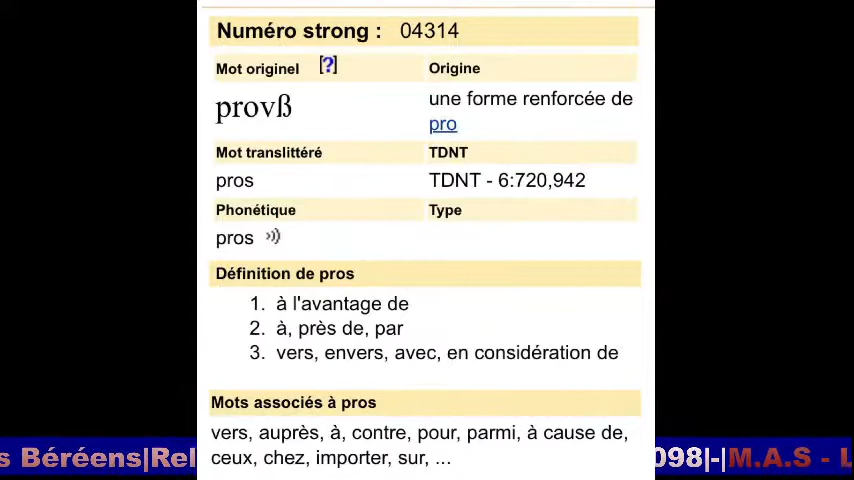 Numéro strong : 04314
Mot originel [?] Origine
provß une forme renforcée de pro
Mot translittéré TDNT
pros TDNT - 6:720,942
Phonétique Type
pros
Définition de pros
1. à l'avantage de
2. à, près de, par
3. vers, envers, avec, en considération de
Mots associés à pros
vers, auprès, à, contre, pour, parmi, à cause de,
ceux, chez, importer, sur, ...
s Béréens|Rel 098|-|M.A.S - L